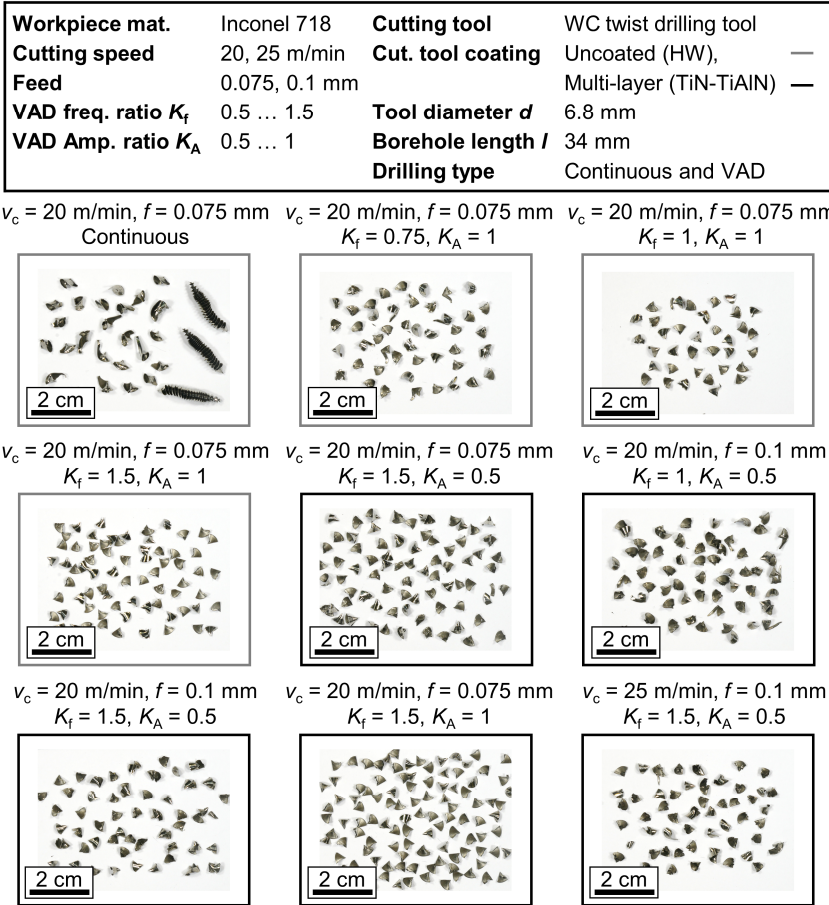 Workpiece mat. Inconel 718 Cutting tool WC twist drilling tool
Cutting speed 20, 25 m/min Cut. tool coating Uncoated (HW),
Feed 0.075, 0.1 mm Multi-layer (TiN-TiAlN)
VAD freq. ratio Kf 0.5 … 1.5 Tool diameter d 6.8 mm
VAD Amp. ratio KA 0.5 … 1 Borehole length l 34 mm
Drilling type Continuous and VAD
vc = 20 m/min, f = 0.075 mm
Continuous
2 cm
vc = 20 m/min, f = 0.075 mm
Kf = 0.75, KA = 1
2 cm
vc = 20 m/min, f = 0.075 mm
Kf = 1, KA = 1
2 cm
vc = 20 m/min, f = 0.075 mm
Kf = 1.5, KA = 1
2 cm
vc = 20 m/min, f = 0.075 mm
Kf = 1.5, KA = 0.5
2 cm
vc = 20 m/min, f = 0.1 mm
Kf = 1, KA = 0.5
2 cm
vc = 20 m/min, f = 0.1 mm
Kf = 1.5, KA = 0.5
2 cm
vc = 20 m/min, f = 0.075 mm
Kf = 1.5, KA = 1
2 cm
vc = 25 m/min, f = 0.1 mm
Kf = 1.5, KA = 0.5
2 cm